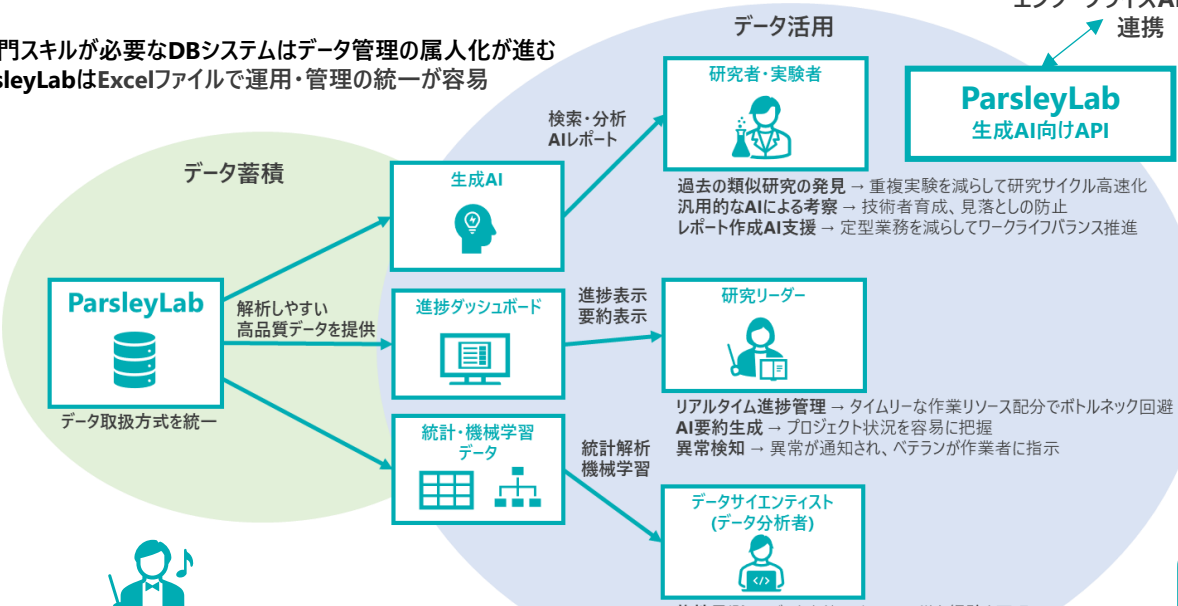 データ活用
連携
門スキルが必要なDBシステムはデータ管理の属人化が進む
sleyLabはExcelファイルで運用・管理の統一が容易
研究者・実験者
ParsleyLab
生成AI向けAPI
検索・分析
AIレポート
データ蓄積
生成AI
過去の類似研究の発見 → 重複実験を減らして研究サイクル高速化
汎用的なAIによる考察 → 技術者育成、見落としの防止
レポート作成AI支援 → 定型業務を減らしてワークライフバランス推進
ParsleyLab
解析しやすい
高品質データを提供
進捗ダッシュボード
進捗表示
要約表示
研究リーダー
データ取扱方式を統一
リアルタイム進捗管理 → タイムリーな作業リソース配分でボトルネック回避
AI要約生成 → プロジェクト状況を容易に把握
異常検知 → 異常が通知され、ベテランが作業者に指示
統計・機械学習
データ
統計解析
機械学習
データサイエンティスト
(データ分析者)